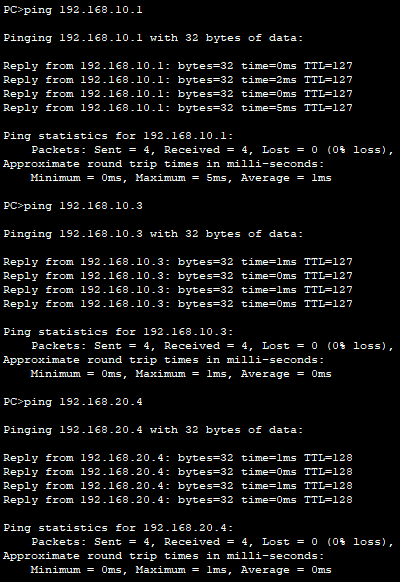 PC>ping 192.168.10.1
Pinging 192.168.10.1 with 32 bytes of data:
Reply from 192.168.10.1: bytes=32 time=0ms TTL=127
Reply from 192.168.10.1: bytes=32 time=2ms TTL=127
Reply from 192.168.10.1: bytes=32 time=0ms TTL=127
Reply from 192.168.10.1: bytes=32 time=5ms TTL=127
Ping statistics for 192.168.10.1:
    Packets: Sent = 4, Received = 4, Lost = 0 (0% loss),
Approximate round trip times in milli-seconds:
    Minimum = 0ms, Maximum = 5ms, Average = 1ms
PC>ping 192.168.10.3
Pinging 192.168.10.3 with 32 bytes of data:
Reply from 192.168.10.3: bytes=32 time=1ms TTL=127
Reply from 192.168.10.3: bytes=32 time=0ms TTL=127
Reply from 192.168.10.3: bytes=32 time=1ms TTL=127
Reply from 192.168.10.3: bytes=32 time=0ms TTL=127
Ping statistics for 192.168.10.3:
    Packets: Sent = 4, Received = 4, Lost = 0 (0% loss),
Approximate round trip times in milli-seconds:
    Minimum = 0ms, Maximum = 1ms, Average = 0ms
PC>ping 192.168.20.4
Pinging 192.168.20.4 with 32 bytes of data:
Reply from 192.168.20.4: bytes=32 time=1ms TTL=128
Reply from 192.168.20.4: bytes=32 time=0ms TTL=128
Reply from 192.168.20.4: bytes=32 time=1ms TTL=128
Reply from 192.168.20.4: bytes=32 time=0ms TTL=128
Ping statistics for 192.168.20.4:
    Packets: Sent = 4, Received = 4, Lost = 0 (0% loss),
Approximate round trip times in milli-seconds:
    Minimum = 0ms, Maximum = 1ms, Average = 0ms